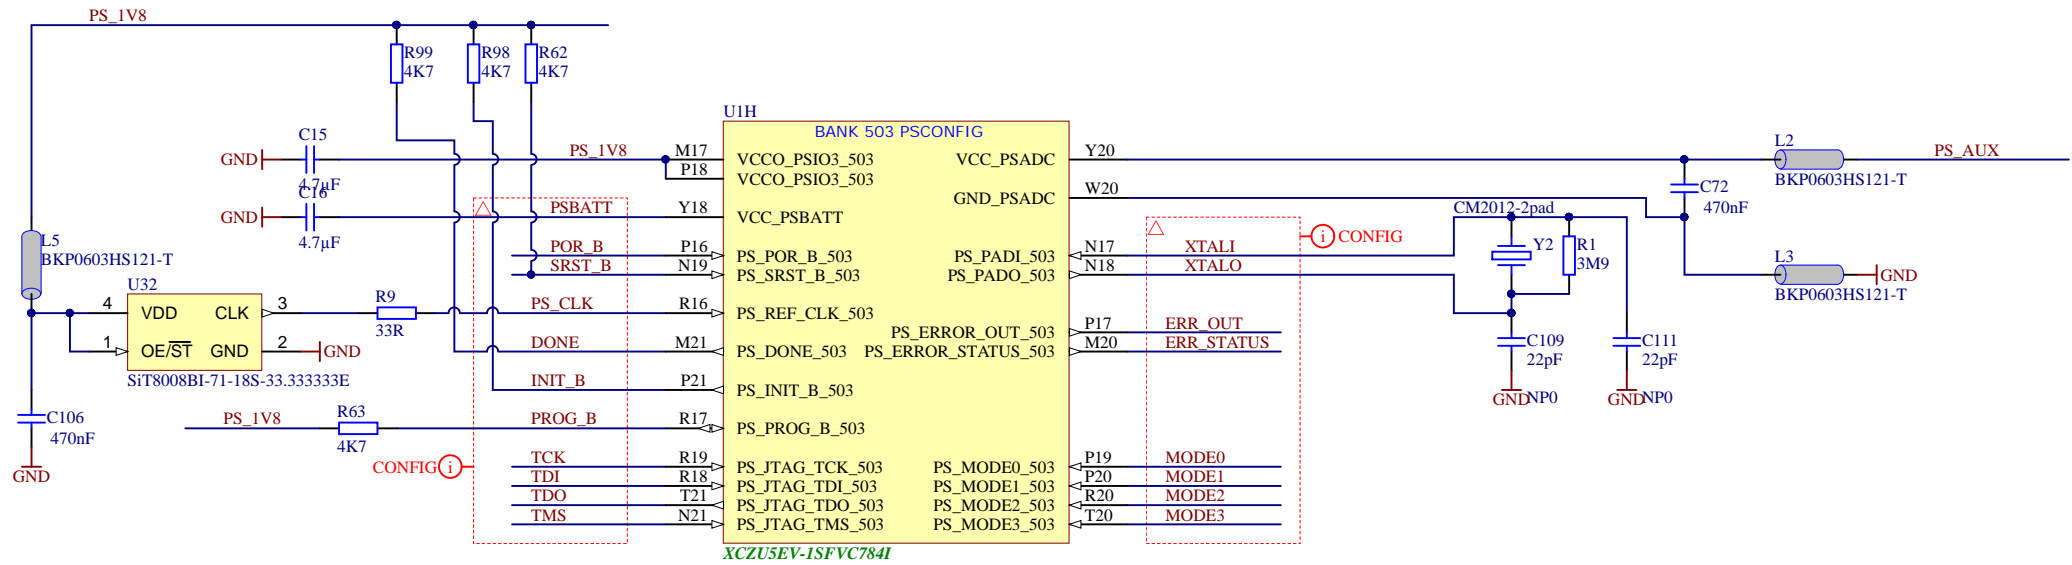 PS_1V8
R99
4K7
R98
4K7
R62
4K7
U1H
BANK 503 PSCONFIG
C15
4.7µF
GND
PS_1V8
M17
P18
VCCO_PSIO3_503
VCCO_PSIO3_503
C16
4.7µF
GND
PSBATT
Y18
VCC_PSBATT
POR_B
P16
PS_POR_B_503
SRST_B
N19
PS_SRST_B_503
L5
BKP0603HS121-T
U32
4
VDD
CLK
3
1
OE/ST
GND
2
GND
SiT8008BI-71-18S-33.333333E
R9
33R
PS_CLK
R16
PS_REF_CLK_503
DONE
M21
PS_DONE_503
INIT_B
P21
PS_INIT_B_503
C106
470nF
GND
PS_1V8
R63
4K7
PROG_B
R17
PS_PROG_B_503
CONFIG
i
TCK
R19
PS_JTAG_TCK_503
TDI
R18
PS_JTAG_TDI_503
TDO
T21
PS_JTAG_TDO_503
TMS
N21
PS_JTAG_TMS_503
XCZU5EV-1SFVC784I
VCC_PSADC
Y20
GND_PSADC
W20
L2
BKP0603HS121-T
PS_AUX
C72
470nF
L3
BKP0603HS121-T
GND
i
CONFIG
PS_PADI_503
N17
XTALI
PS_PADO_503
N18
XTALO
CM2012-2pad
Y2
R1
3M9
PS_ERROR_OUT_503
P17
ERR_OUT
PS_ERROR_STATUS_503
M20
ERR_STATUS
C109
22pF
GND
NP0
C111
22pF
GND
NP0
PS_MODE0_503
P19
MODE0
PS_MODE1_503
P20
MODE1
PS_MODE2_503
R20
MODE2
PS_MODE3_503
T20
MODE3